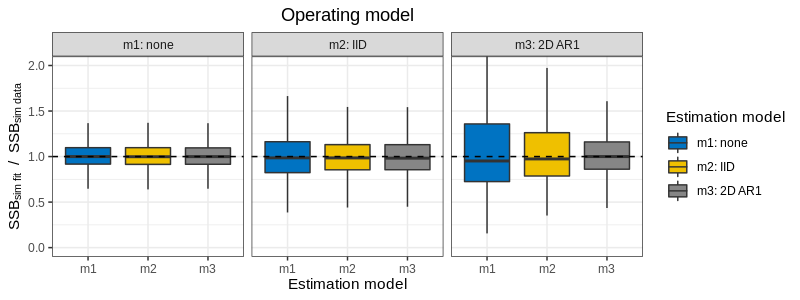 Operating model
m1: none
m2: IID
m3: 2D AR1
SSBsim fit / SSBsim data
2.0
1.5
1.0
0.5
0.0
m1 m2 m3
m1 m2 m3
m1 m2 m3
Estimation model
Estimation model
m1: none
m2: IID
m3: 2D AR1